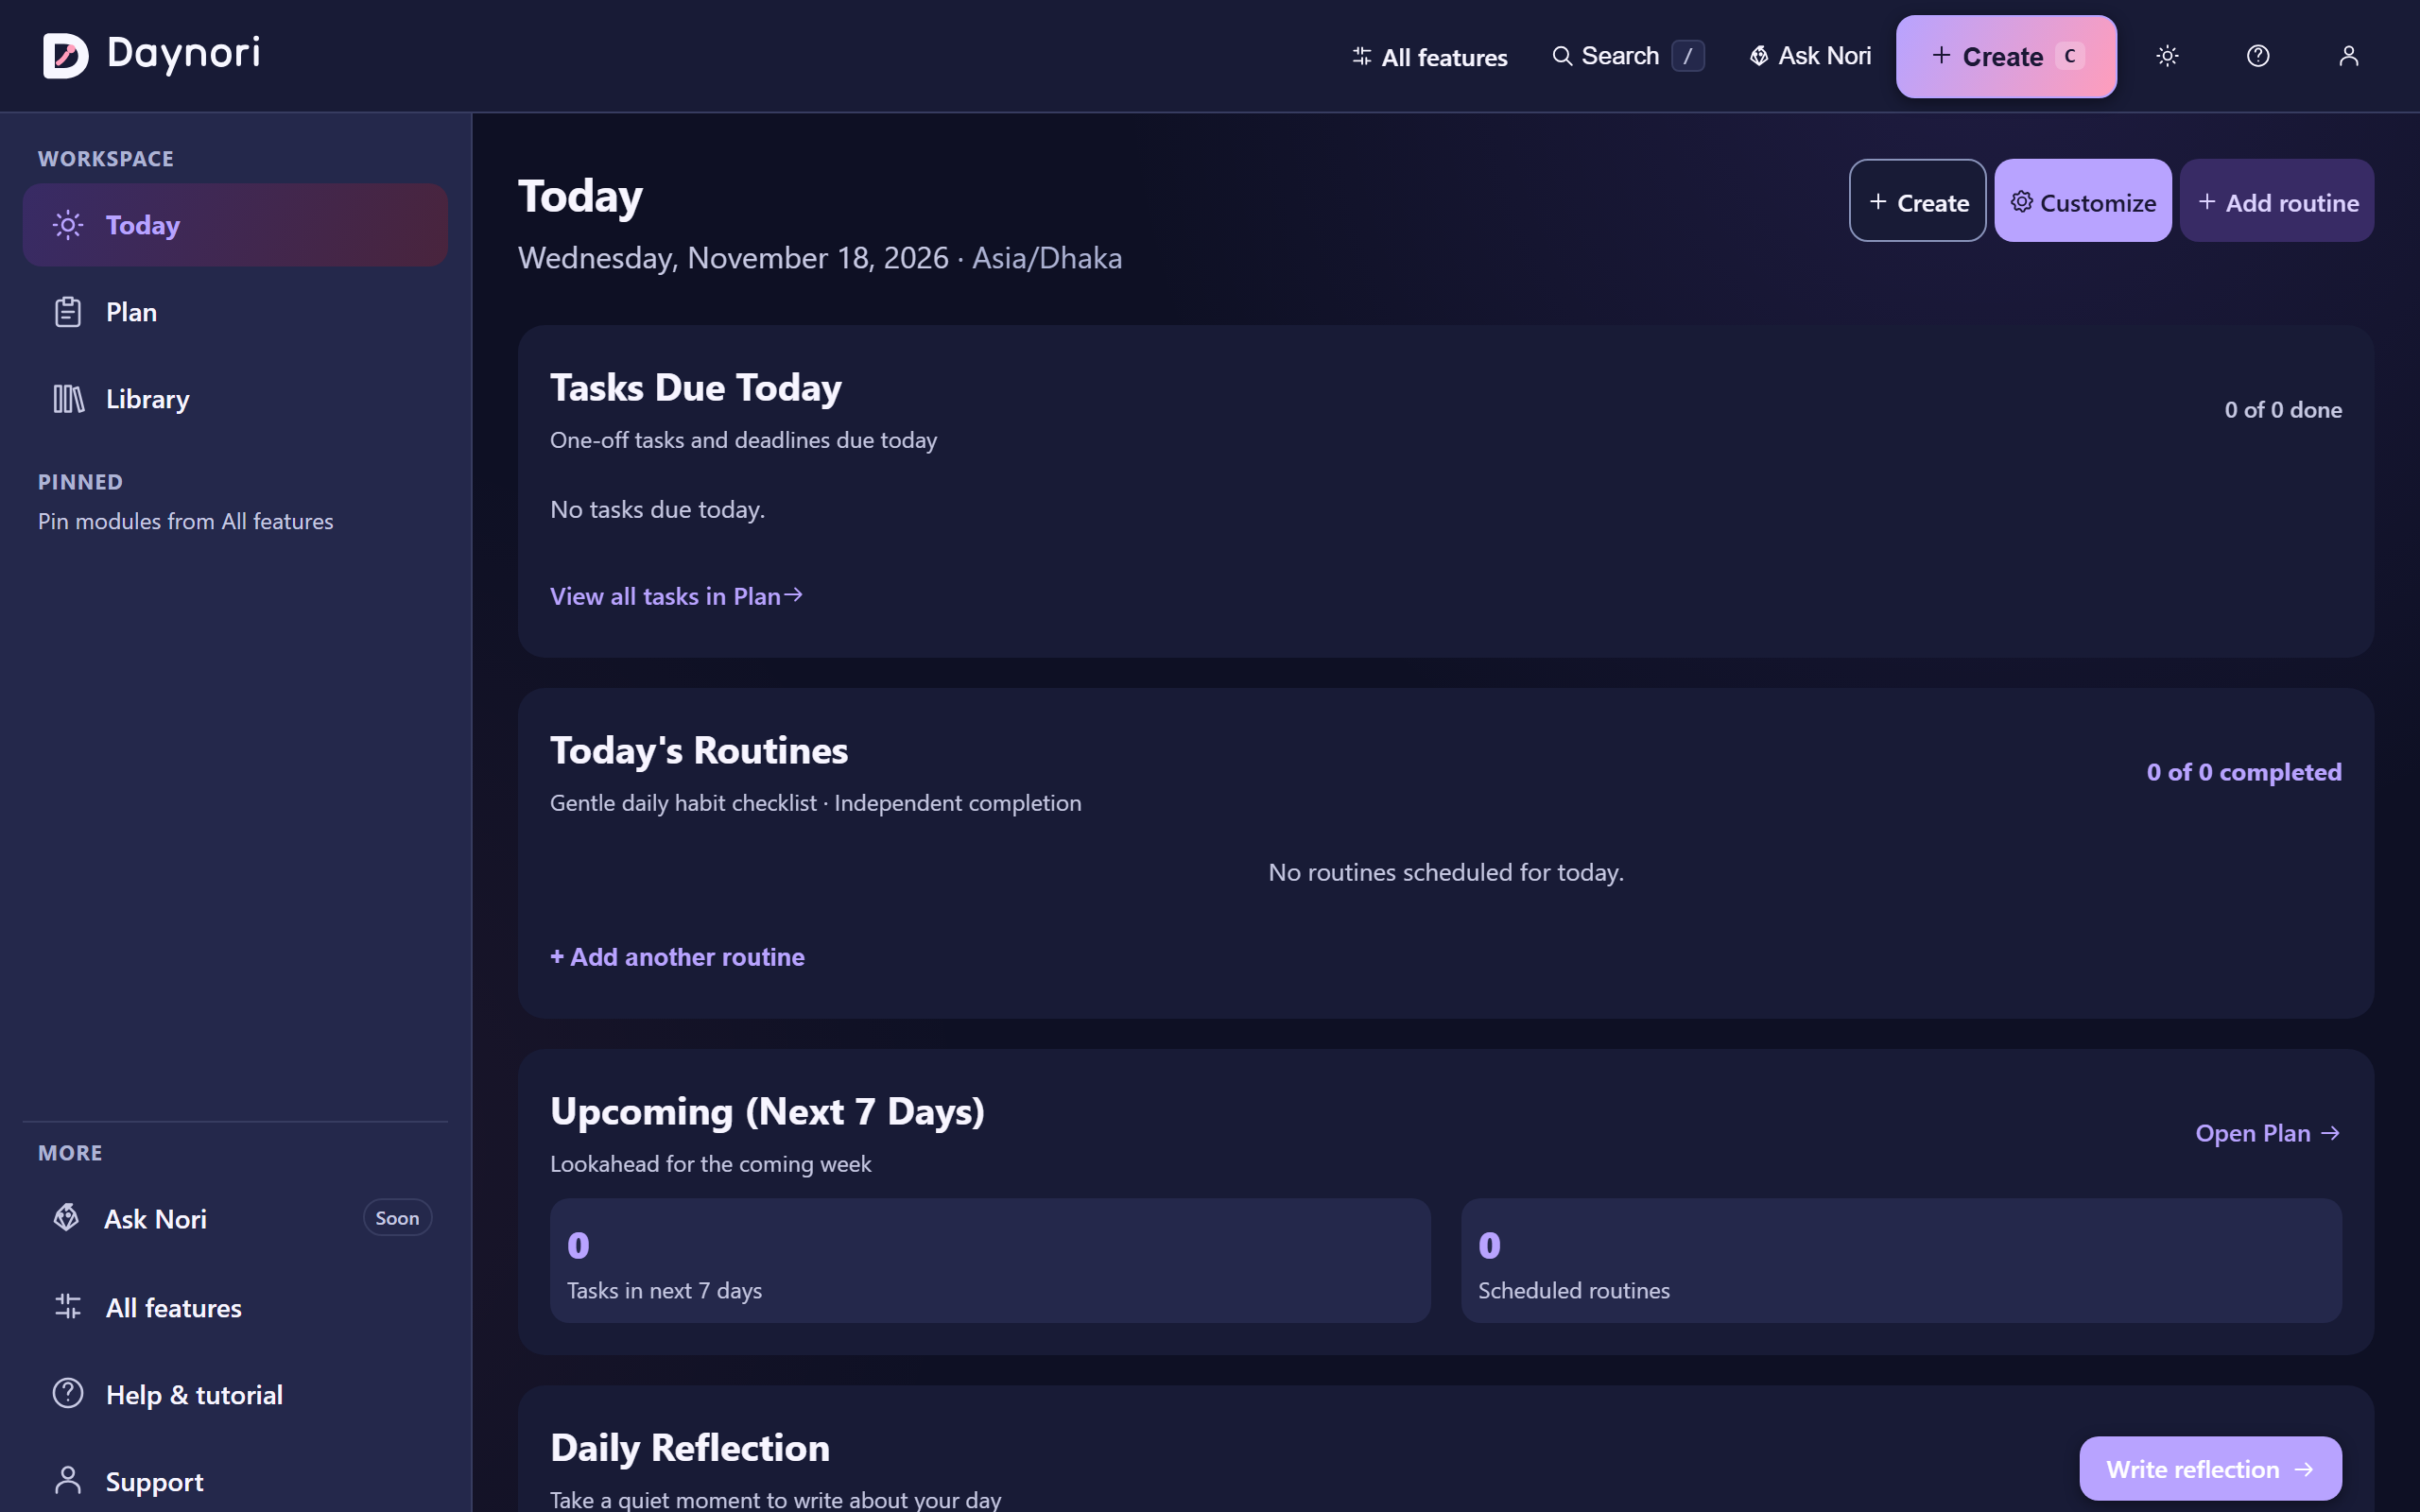 Daynori
All features
Search /
Ask Nori
+ Create C
WORKSPACE
Today
Plan
Library
PINNED
Pin modules from All features
MORE
Ask Nori Soon
All features
Help & tutorial
Support
Today
Wednesday, November 18, 2026 · Asia/Dhaka
+ Create
Customize
+ Add routine
Tasks Due Today
One-off tasks and deadlines due today
0 of 0 done
No tasks due today.
View all tasks in Plan→
Today's Routines
Gentle daily habit checklist · Independent completion
0 of 0 completed
No routines scheduled for today.
+ Add another routine
Upcoming (Next 7 Days)
Lookahead for the coming week
Open Plan →
0
Tasks in next 7 days
0
Scheduled routines
Daily Reflection
Take a quiet moment to write about your day
Write reflection →